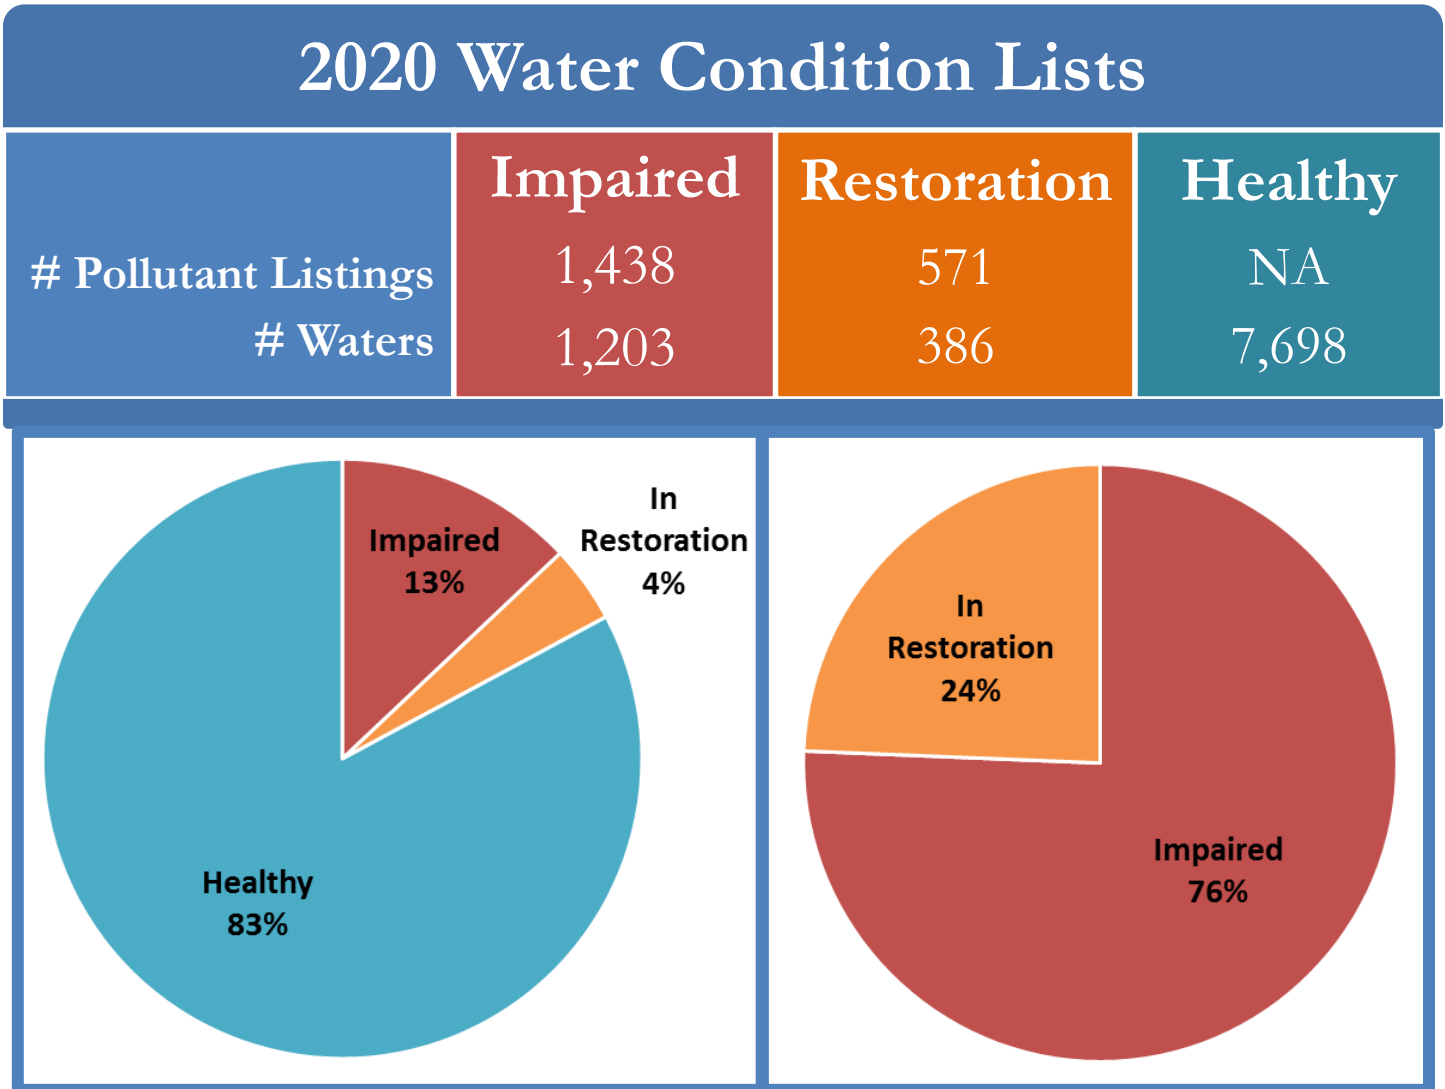 2020 Water Condition Lists
Impaired Restoration Healthy
# Pollutant Listings 1,438 571 NA
# Waters 1,203 386 7,698
In
Restoration
4%
Impaired
13%
Healthy
83%
In
Restoration
24%
Impaired
76%